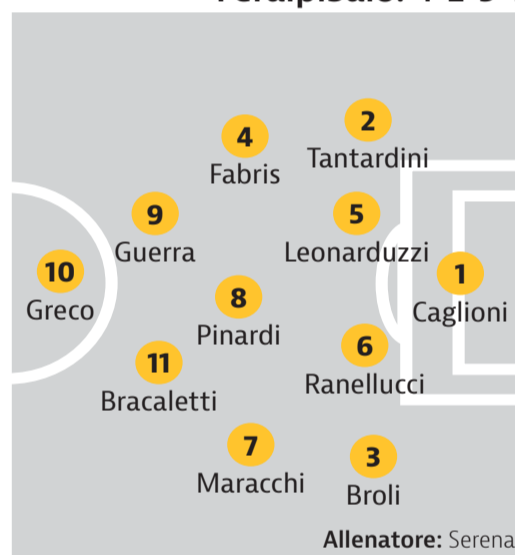 4
Fabris
2
Tantardini
9
Guerra
5
Leonarduzzi
10
Greco
8
Pinardi
1
Caglioni
11
Bracaletti
6
Ranellucci
7
Maracchi
3
Broli
Allenatore: Serena